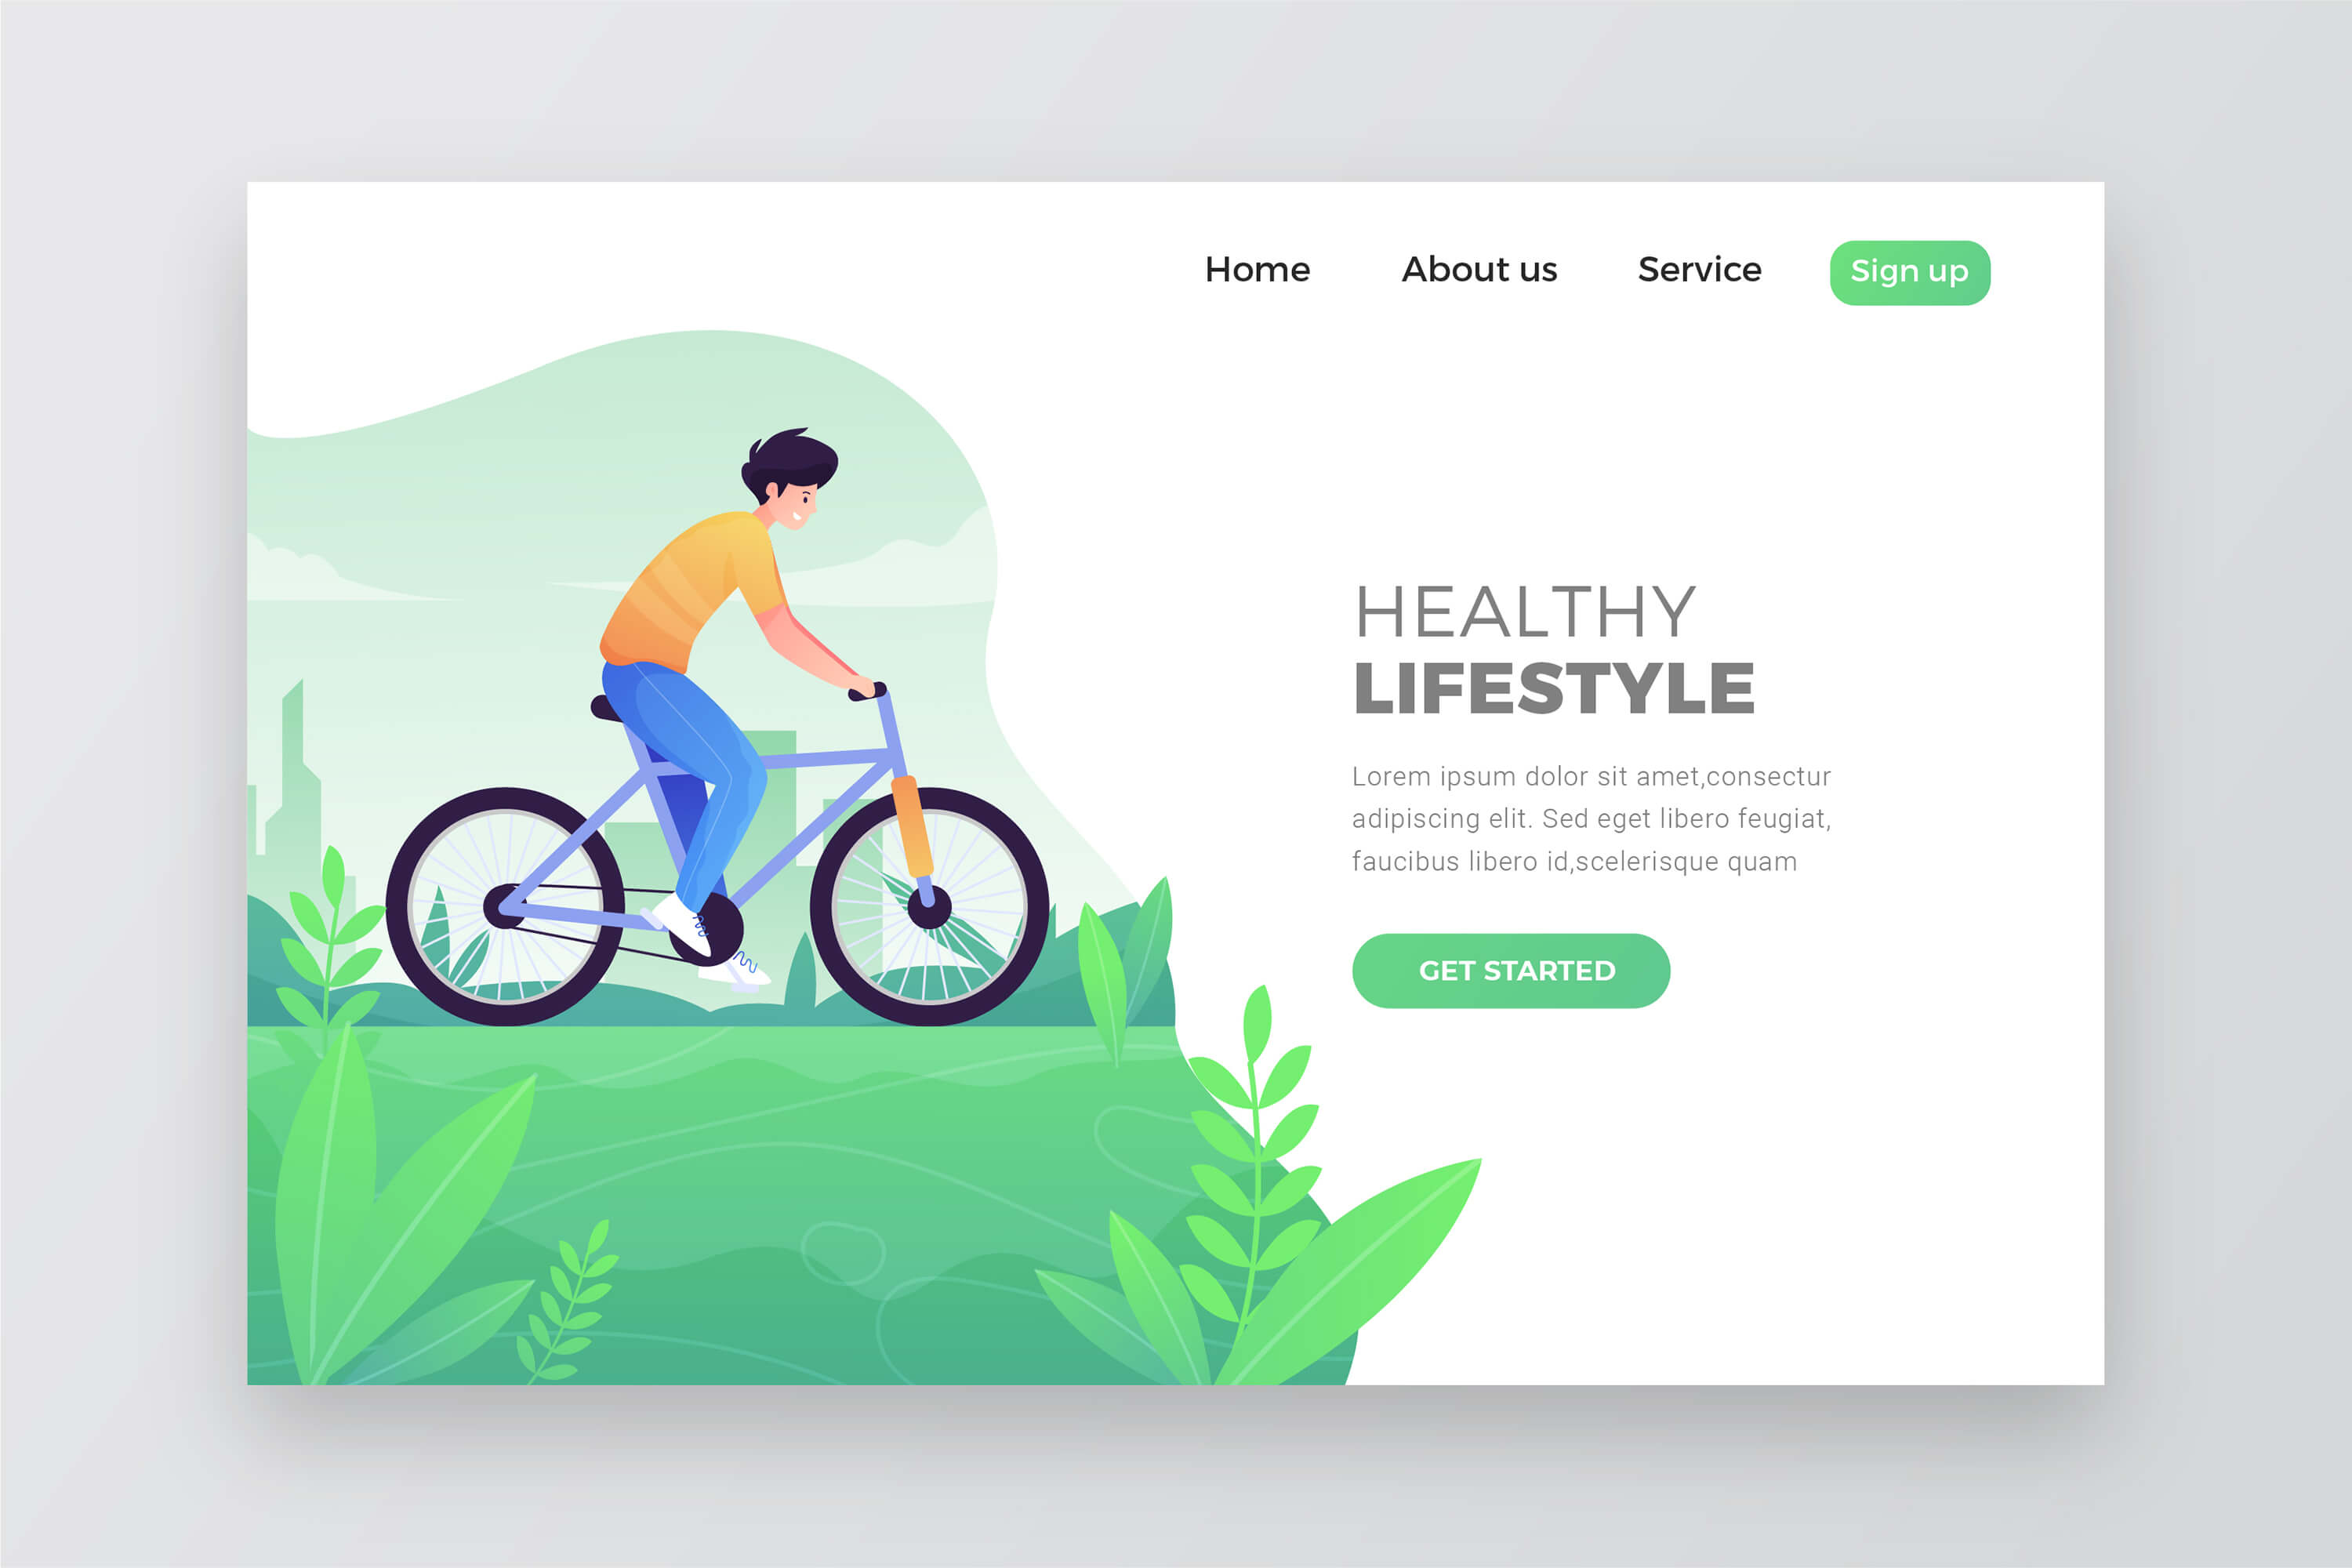 Home About us Service Sign up
HEALTHY
LIFESTYLE
Lorem ipsum dolor sit amet,consectur
adipiscing elit. Sed eget libero feugiat,
faucibus libero id,scelerisque quam
GET STARTED